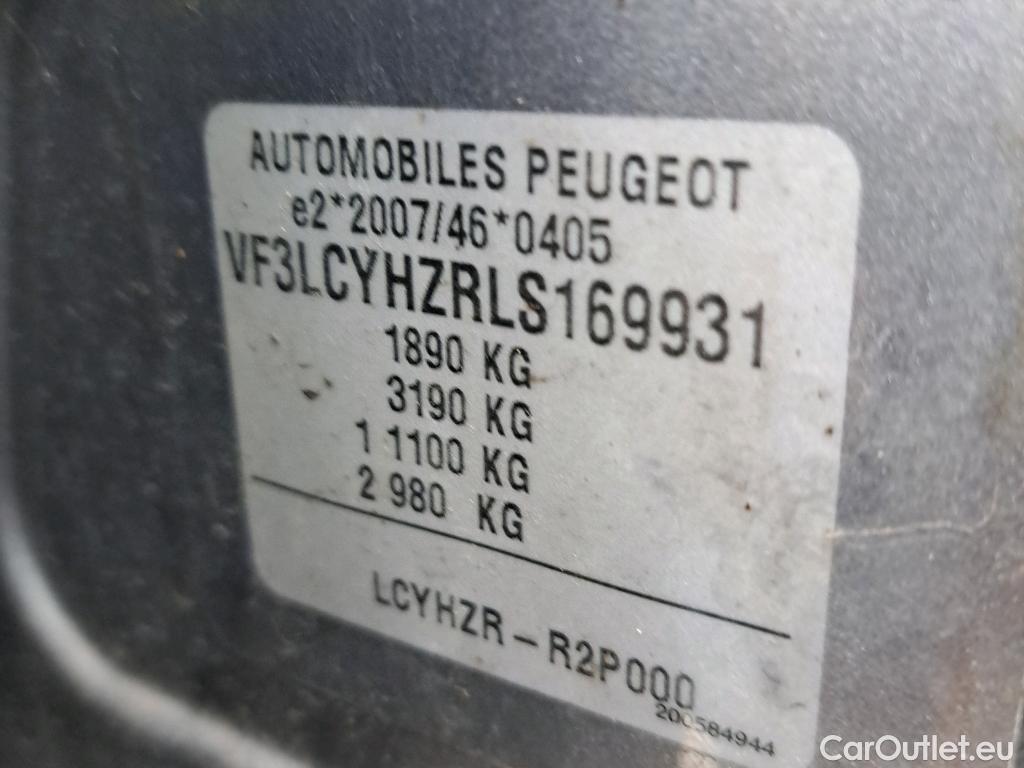 AUTOMOBILES PEUGEOT
e2*2007/46*0405
VF3LCYHZRLS169931
1890 KG
3190 KG
1 1100 KG
2 980 KG
LCYHZR-R2P000
200584944
CarOutlet.eu